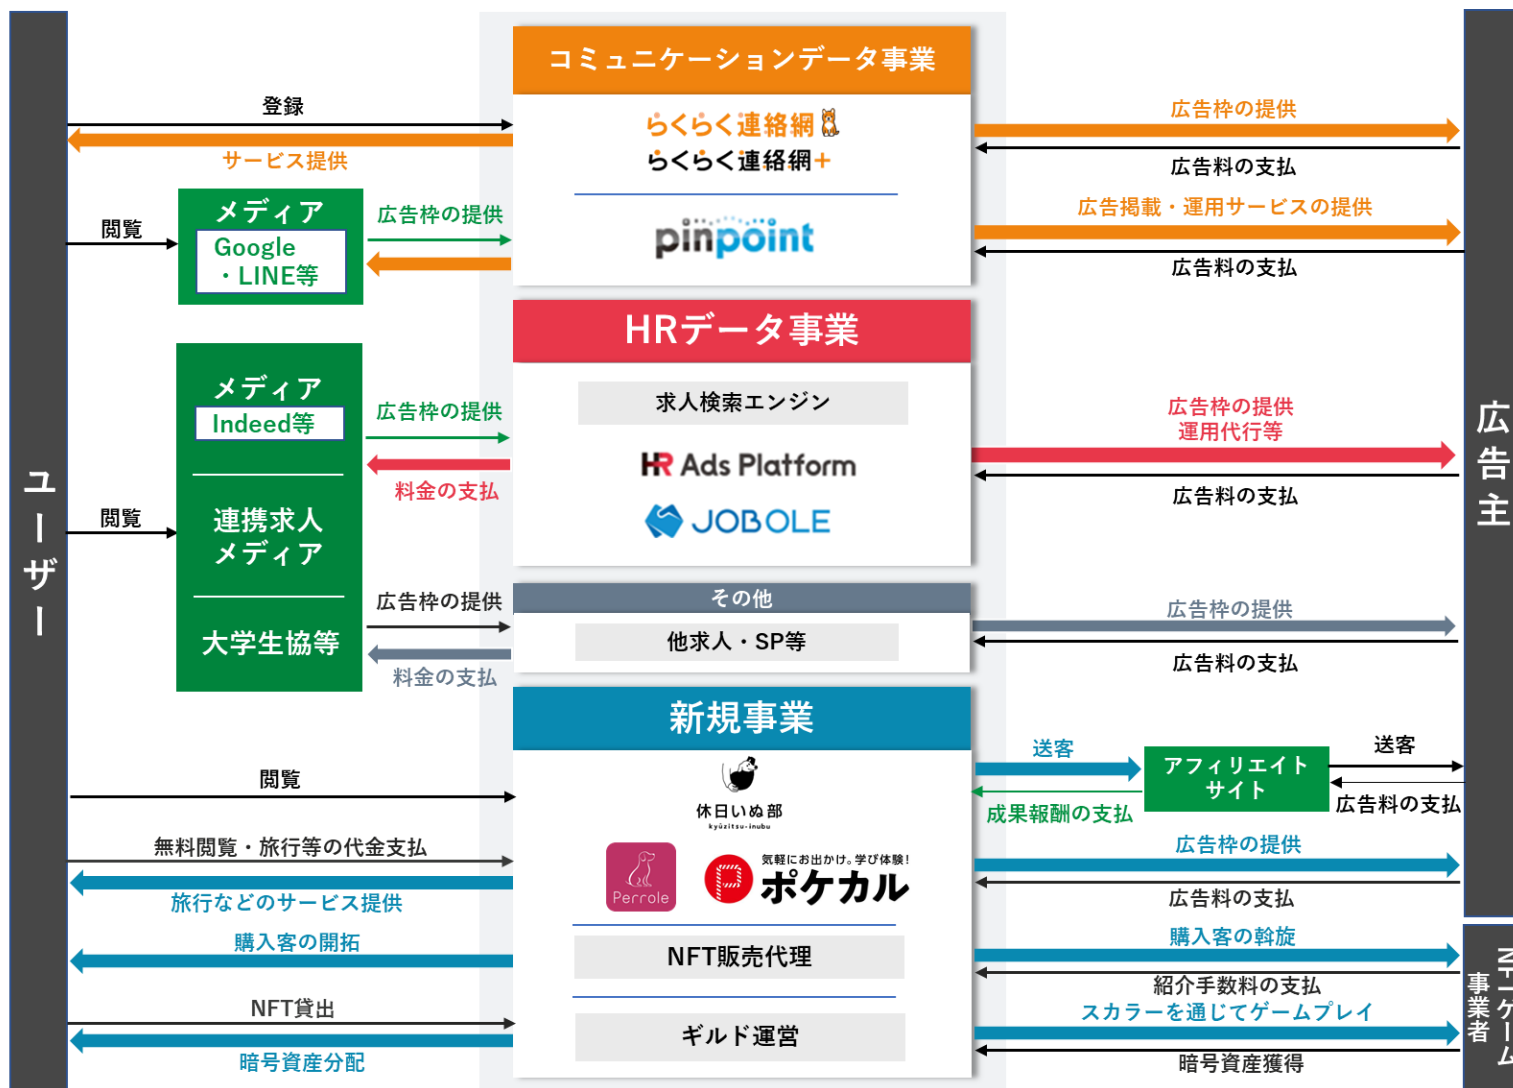 コミュニケーションデータ事業
登録
サービス提供
らくらく連絡網
らくらく連絡網+
広告枠の提供
広告料の支払
閲覧
メディア
Google
・LINE等
広告枠の提供
pinpoint
広告掲載・運用サービスの提供
広告料の支払
HRデータ事業
ユーザー
広告主
閲覧
メディア
Indeed等
連携求人
メディア
大学生協等
広告枠の提供
料金の支払
求人検索エンジン
HR Ads Platform
JOBOLE
広告枠の提供
運用代行等
広告料の支払
その他
広告枠の提供
料金の支払
他求人・SP等
広告枠の提供
広告料の支払
新規事業
閲覧
休日いぬ部
kyūzitsu-inubu
送客
成果報酬の支払
アフィリエイト
サイト
送客
広告料の支払
無料閲覧・旅行等の代金支払
旅行などのサービス提供
Perrole
気軽にお出かけ。学び体験!
ポケカル
広告枠の提供
広告料の支払
購入客の開拓
NFT販売代理
購入客の斡旋
紹介手数料の支払
NFTゲーム
事業者
NFT貸出
暗号資産分配
ギルド運営
スカラーを通じてゲームプレイ
暗号資産獲得